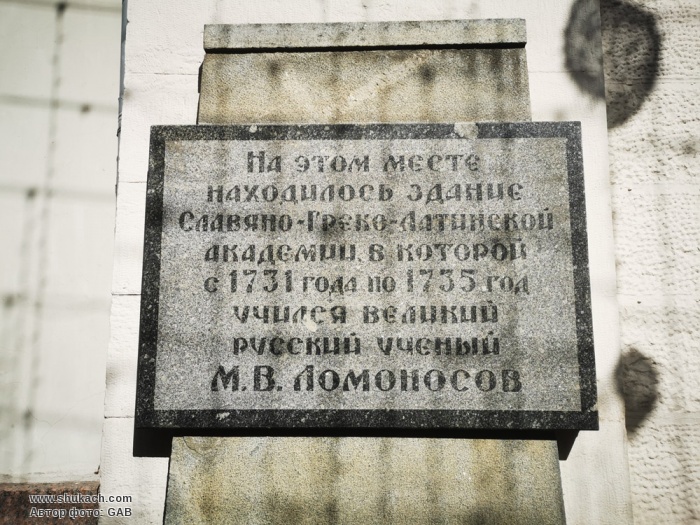 На этом месте
находилось здание
Славяно-Греко-Латинской
академии, в которой
с 1731 года по 1735 год
учился великий
русский ученый
М.В. Ломоносов
www.shukach.com
Автор фото: GAB